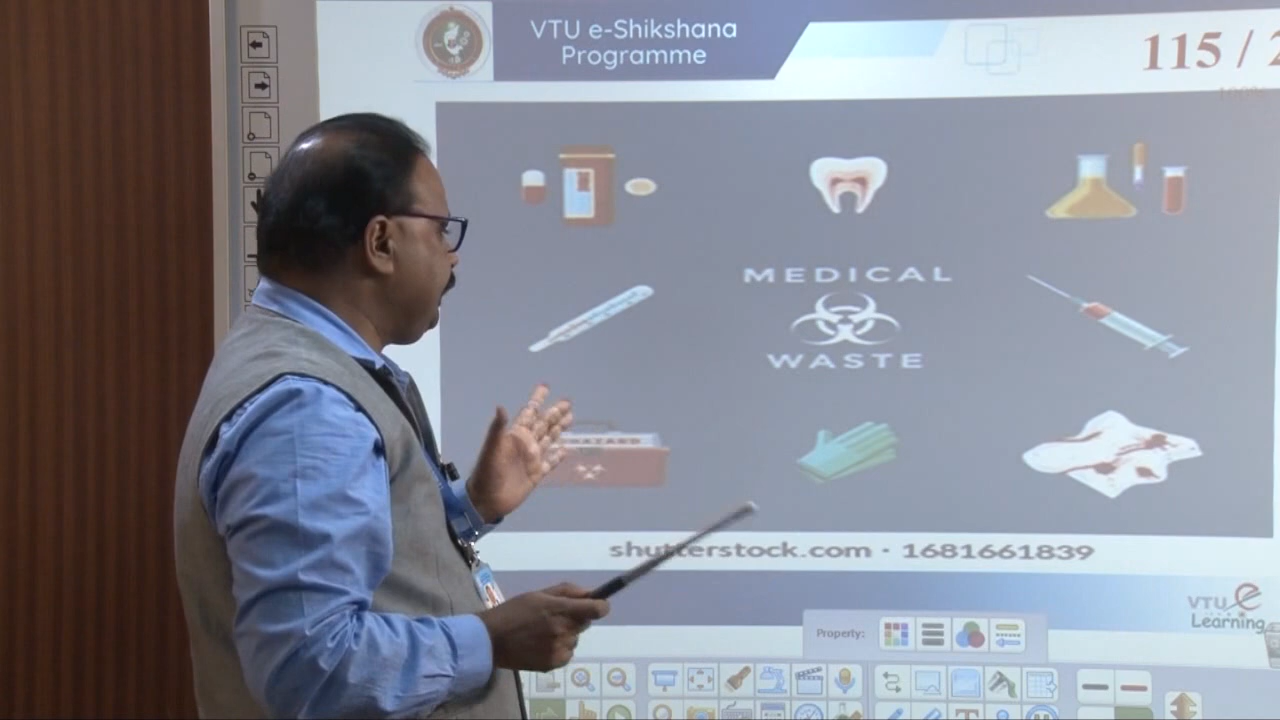 VTU e-Shikshana
Programme
115 / 2
MEDICAL
WASTE
shutterstock.com · 1681661839
VTU
Learning
Property: